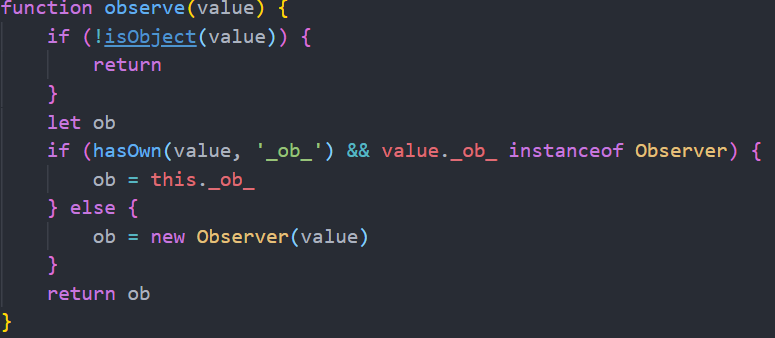 function observe(value) {
    if (!isObject(value)) {
        return
    }
    let ob
    if (hasOwn(value, '_ob_') && value._ob_ instanceof Observer) {
        ob = this._ob_
    } else {
        ob = new Observer(value)
    }
    return ob
}